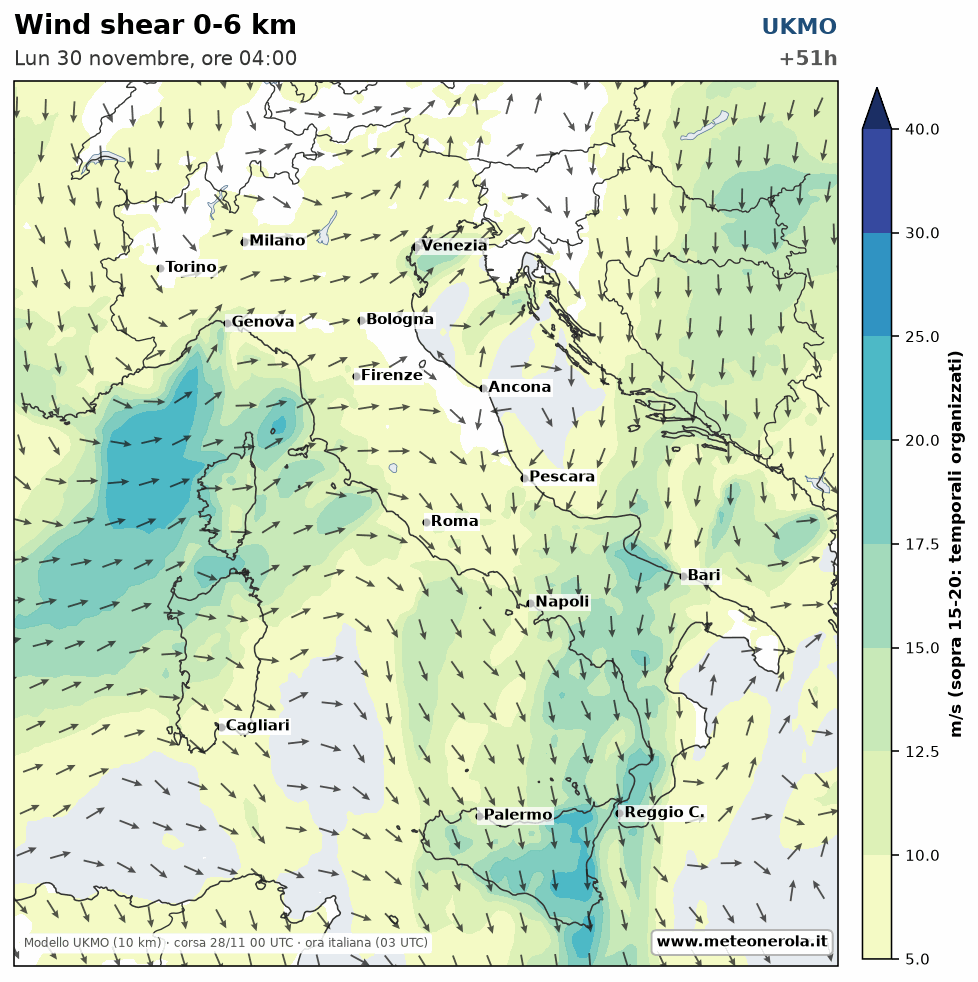 Wind shear 0-6 km
UKMO
Lun 30 novembre, ore 04:00
+51h
Milano
Venezia
Torino
Genova
Bologna
Firenze
Ancona
Pescara
Roma
Bari
Napoli
Cagliari
Palermo
Reggio C.
40.0
30.0
25.0
20.0
17.5
15.0
12.5
10.0
5.0
m/s (sopra 15-20: temporali organizzati)
Modello UKMO (10 km) · corsa 28/11 00 UTC · ora italiana (03 UTC)
www.meteonerola.it